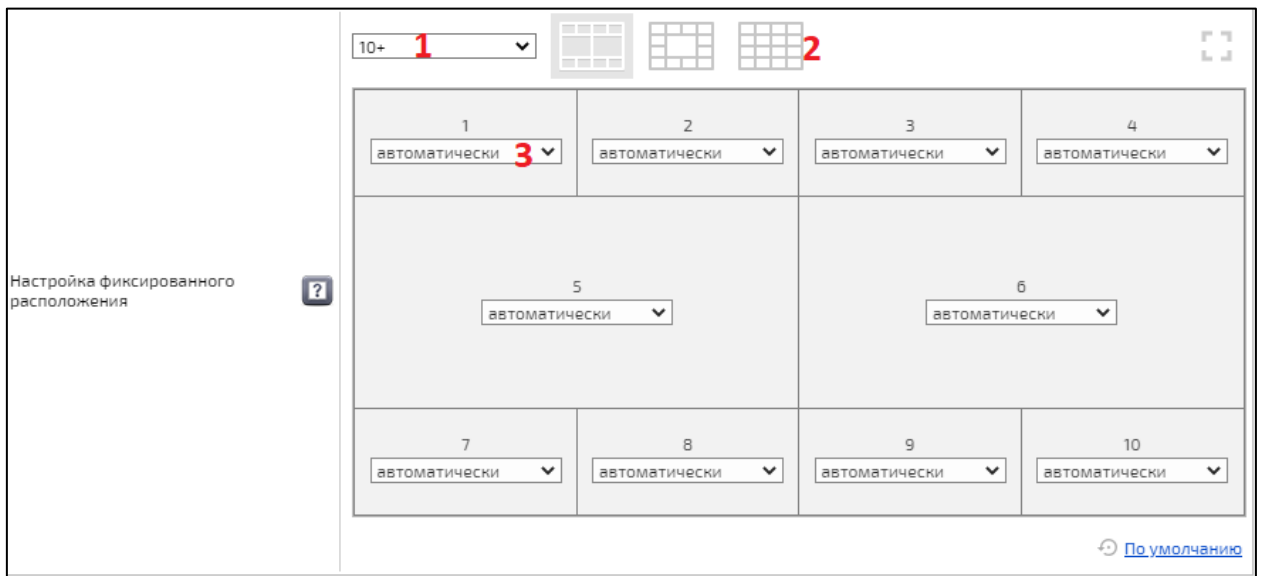 10+ 1
2
1 2 3 4
автоматически 3 автоматически автоматически автоматически
Настройка фиксированного
расположения
?
5 6
автоматически автоматически
7 8 9 10
автоматически автоматически автоматически автоматически
По умолчанию